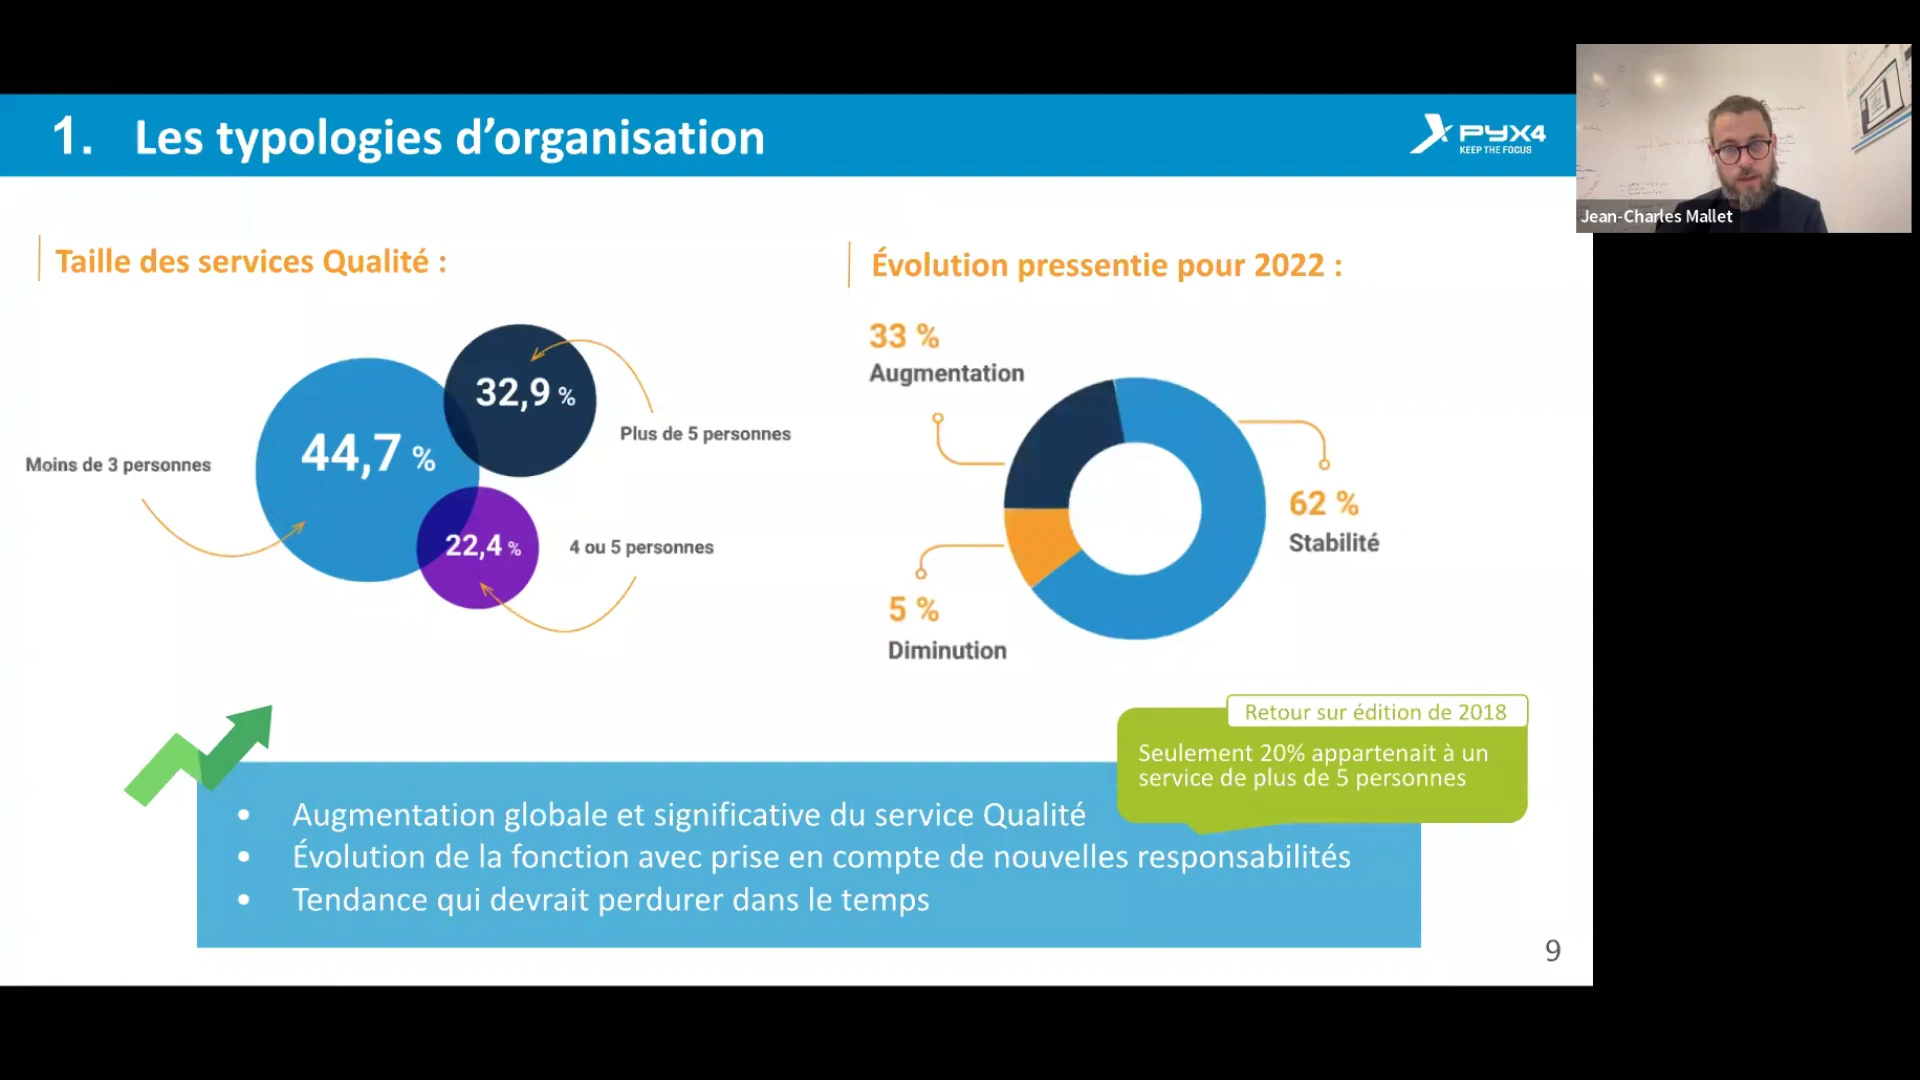 1. Les typologies d’organisation
PYX4
KEEP THE FOCUS
Jean-Charles Mallet
Taille des services Qualité :
44,7 %
32,9 %
22,4 %
Moins de 3 personnes
Plus de 5 personnes
4 ou 5 personnes
Évolution pressentie pour 2022 :
33 %
Augmentation
62 %
Stabilité
5 %
Diminution
Retour sur édition de 2018
Seulement 20% appartenait à un
service de plus de 5 personnes
• Augmentation globale et significative du service Qualité
• Évolution de la fonction avec prise en compte de nouvelles responsabilités
• Tendance qui devrait perdurer dans le temps
9